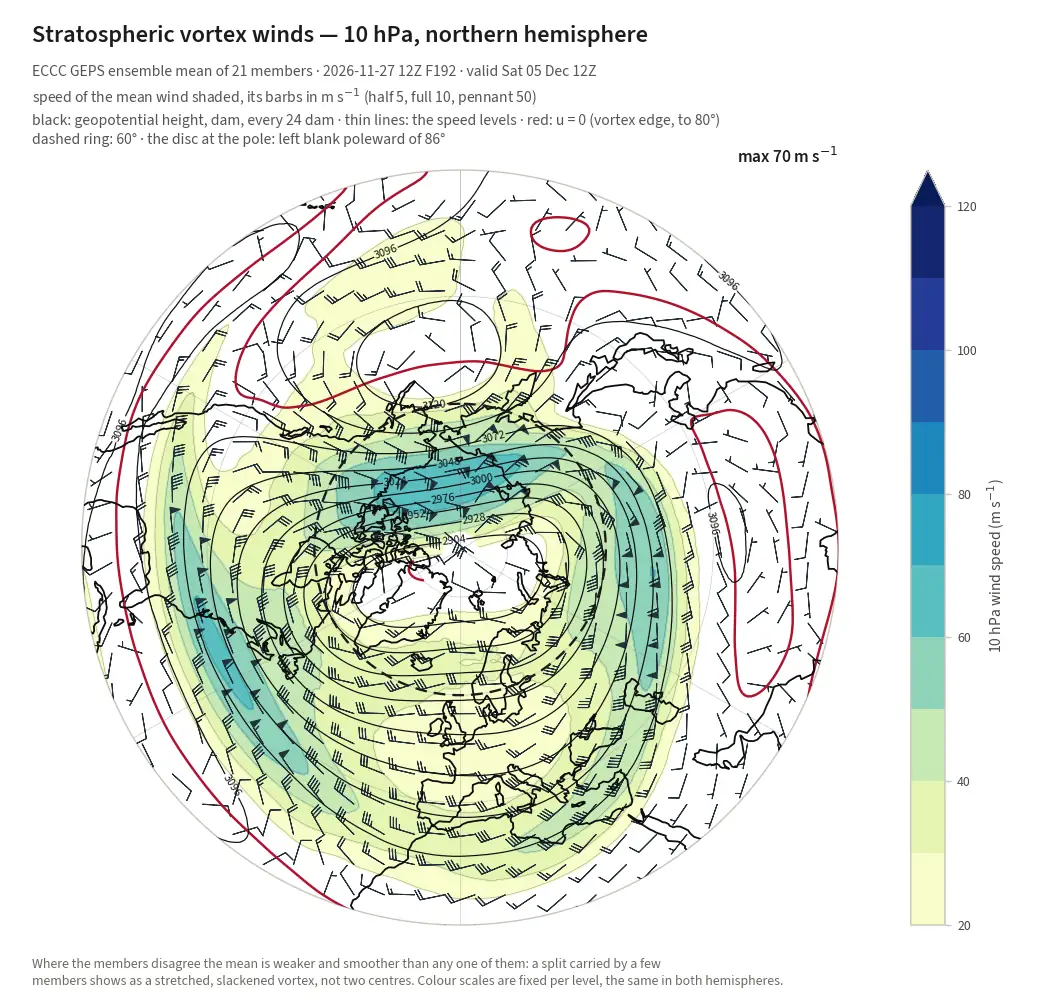 Stratospheric vortex winds — 10 hPa, northern hemisphere
ECCC GEPS ensemble mean of 21 members · 2026-11-27 12Z F192 · valid Sat 05 Dec 12Z
speed of the mean wind shaded, its barbs in m s⁻¹ (half 5, full 10, pennant 50)
black: geopotential height, dam, every 24 dam · thin lines: the speed levels · red: u = 0 (vortex edge, to 80°)
dashed ring: 60° · the disc at the pole: left blank poleward of 86°
max 70 m s⁻¹
120
100
80
60
40
20
10 hPa wind speed (m s⁻¹)
3096
3096
3096
3120
3072
3048
3000
2976
2952
2928
2904
3096
3096
Where the members disagree the mean is weaker and smoother than any one of them: a split carried by a few
members shows as a stretched, slackened vortex, not two centres. Colour scales are fixed per level, the same in both hemispheres.